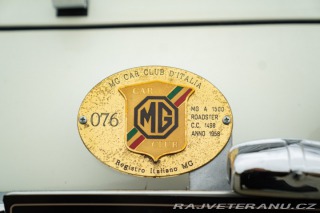 MG CAR CLUB D'ITALIA
CAR
076
MG
MG A 1500
ROADSTER
C.C. 1489
ANNO 1958
CLUB
Registro Italiano MG
RAJVETERANU.CZ